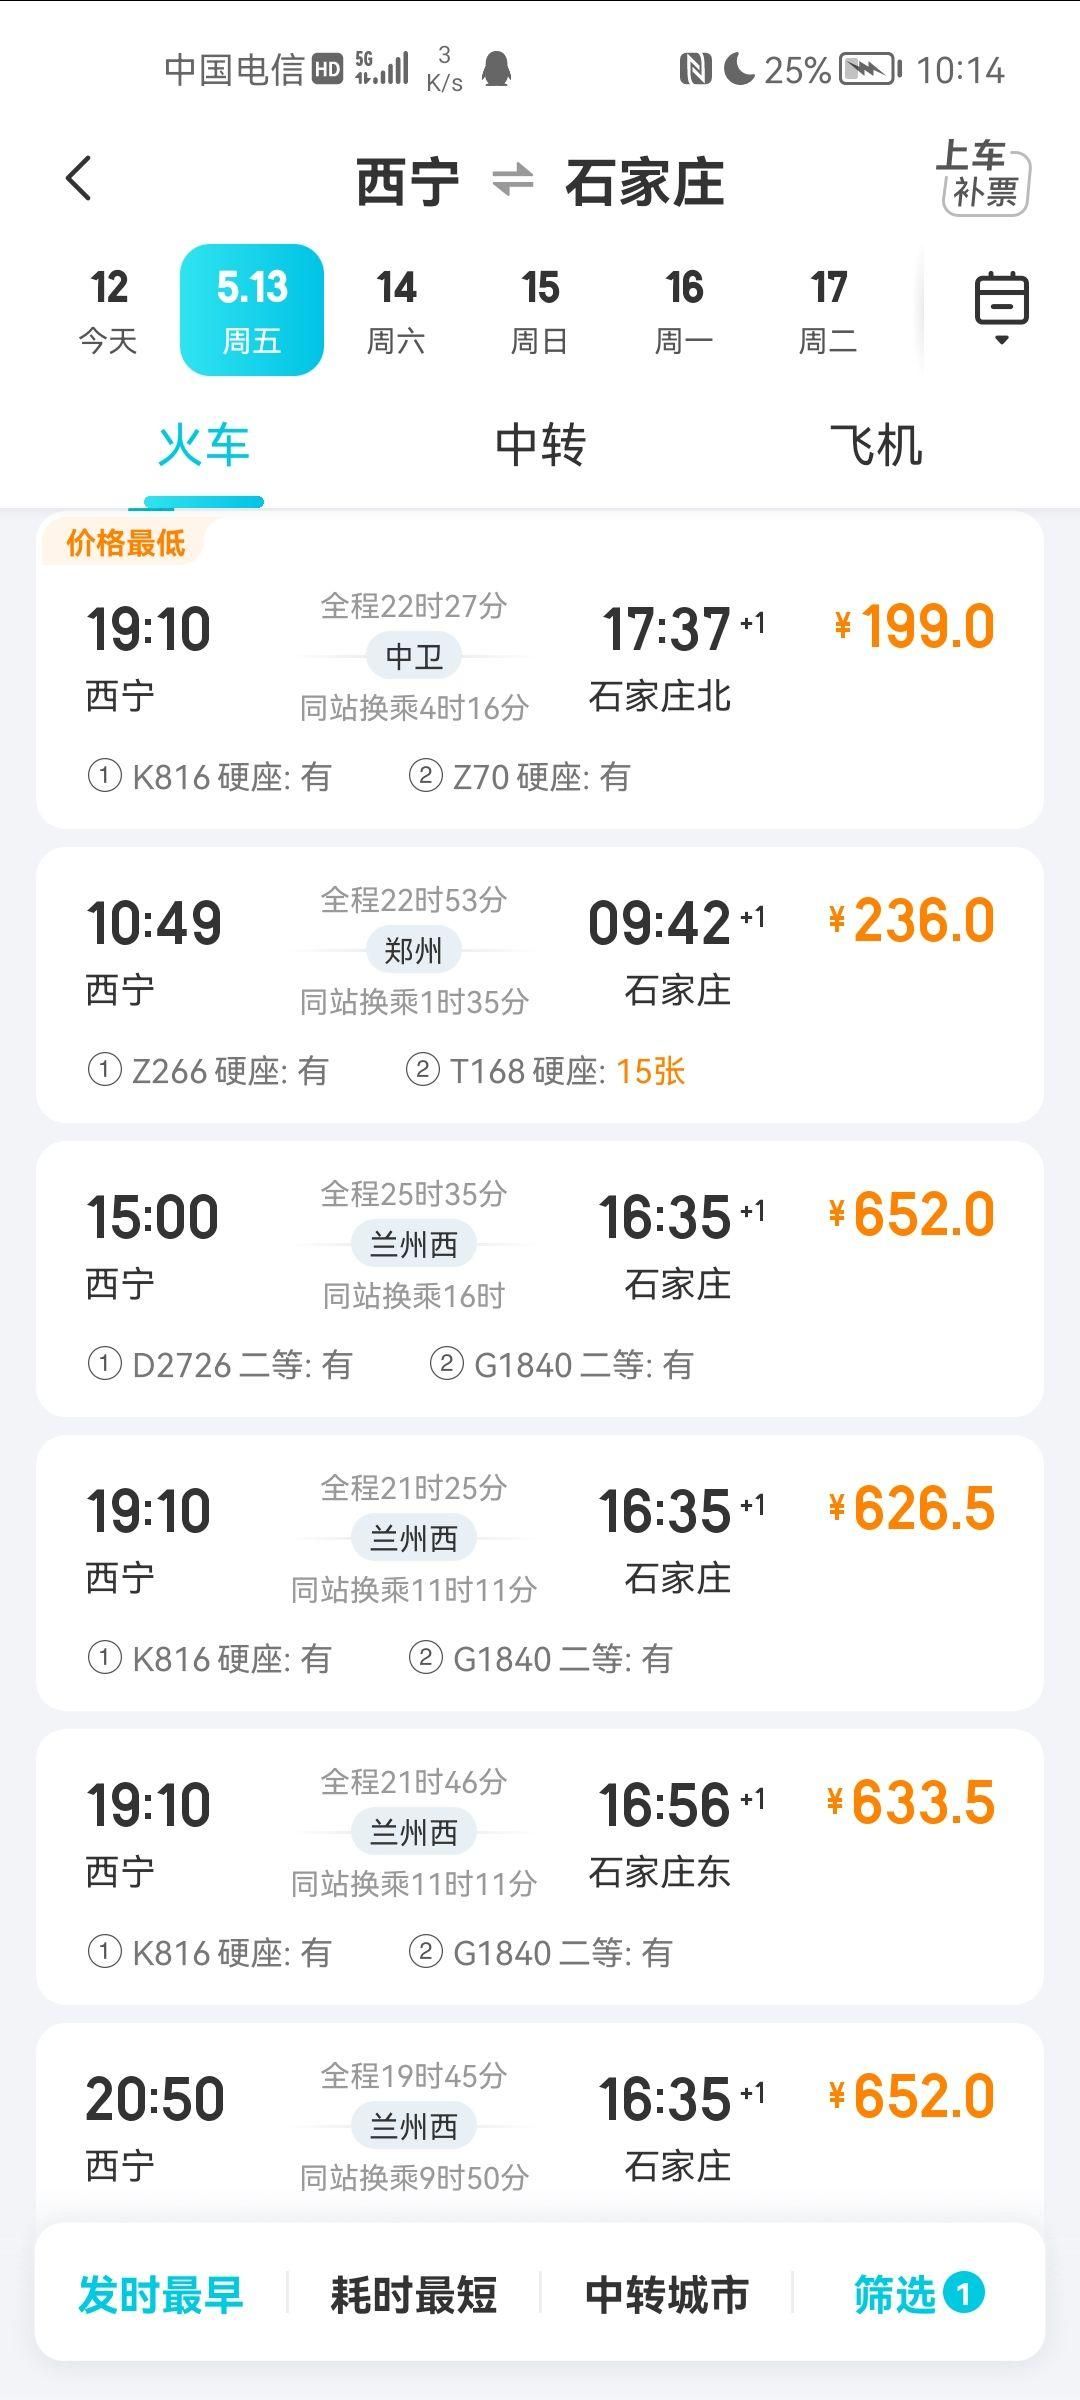 中国电信 HD 5G 3 K/s 25% 10:14
西宁 ⇌ 石家庄
上车
补票
12 5.13 14 15 16 17
今天 周五 周六 周日 周一 周二
火车 中转 飞机
价格最低
全程22时27分
19:10 中卫 17:37 +1 ¥199.0
西宁 同站换乘4时16分 石家庄北
① K816 硬座: 有 ② Z70 硬座: 有
全程22时53分
10:49 郑州 09:42 +1 ¥236.0
西宁 同站换乘1时35分 石家庄
① Z266 硬座: 有 ② T168 硬座: 15张
全程25时35分
15:00 兰州西 16:35 +1 ¥652.0
西宁 同站换乘16时 石家庄
① D2726 二等: 有 ② G1840 二等: 有
全程21时25分
19:10 兰州西 16:35 +1 ¥626.5
西宁 同站换乘11时11分 石家庄
① K816 硬座: 有 ② G1840 二等: 有
全程21时46分
19:10 兰州西 16:56 +1 ¥633.5
西宁 同站换乘11时11分 石家庄东
① K816 硬座: 有 ② G1840 二等: 有
全程19时45分
20:50 兰州西 16:35 +1 ¥652.0
西宁 同站换乘9时50分 石家庄
发时最早 耗时最短 中转城市 筛选 1